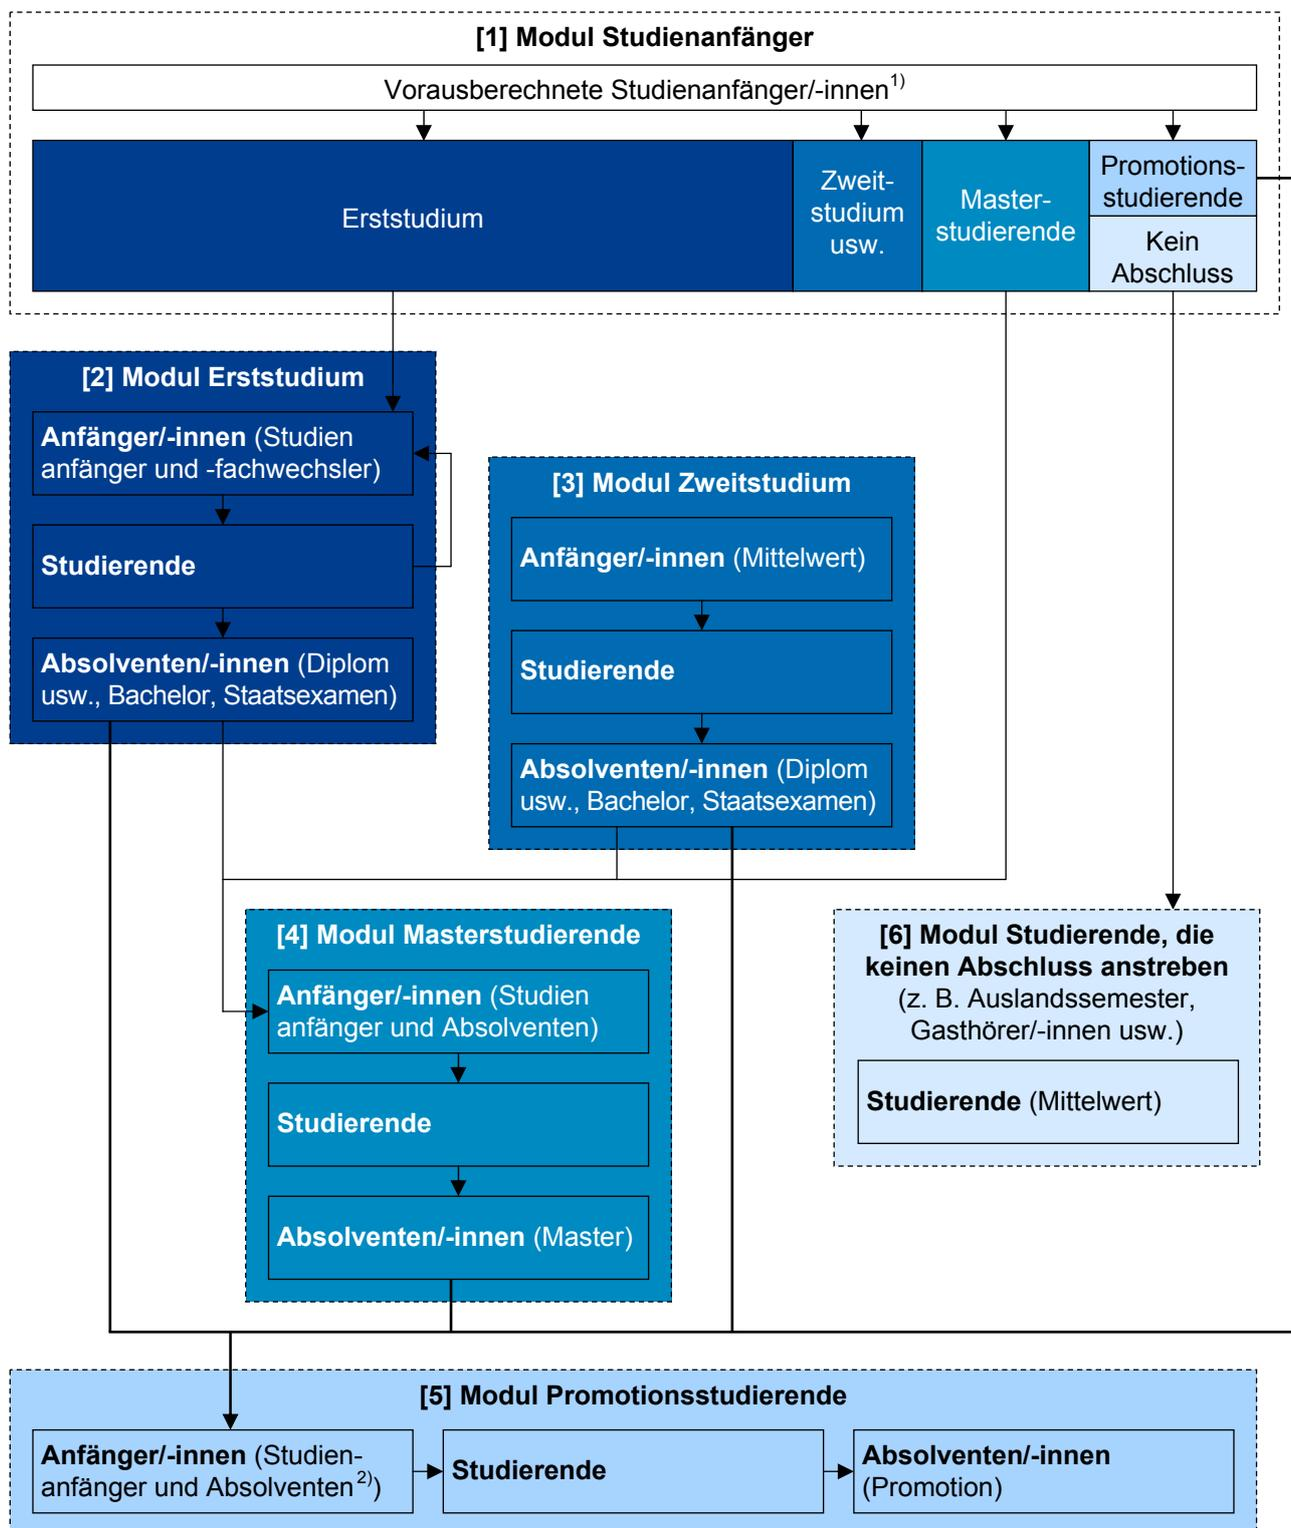 [1] Modul Studienanfänger
Vorausberechnete Studienanfänger/-innen1)
Erststudium
Zweit-
studium
usw.
Master-
studierende
Promotions-
studierende
Kein
Abschluss
[2] Modul Erststudium
Anfänger/-innen (Studien
anfänger und -fachwechsler)
Studierende
Absolventen/-innen (Diplom
usw., Bachelor, Staatsexamen)
[3] Modul Zweitstudium
Anfänger/-innen (Mittelwert)
Studierende
Absolventen/-innen (Diplom
usw., Bachelor, Staatsexamen)
[4] Modul Masterstudierende
Anfänger/-innen (Studien
anfänger und Absolventen)
Studierende
Absolventen/-innen (Master)
[6] Modul Studierende, die
keinen Abschluss anstreben
(z. B. Auslandssemester,
Gasthörer/-innen usw.)
Studierende (Mittelwert)
[5] Modul Promotionsstudierende
Anfänger/-innen (Studien-
anfänger und Absolventen2))
Studierende
Absolventen/-innen
(Promotion)